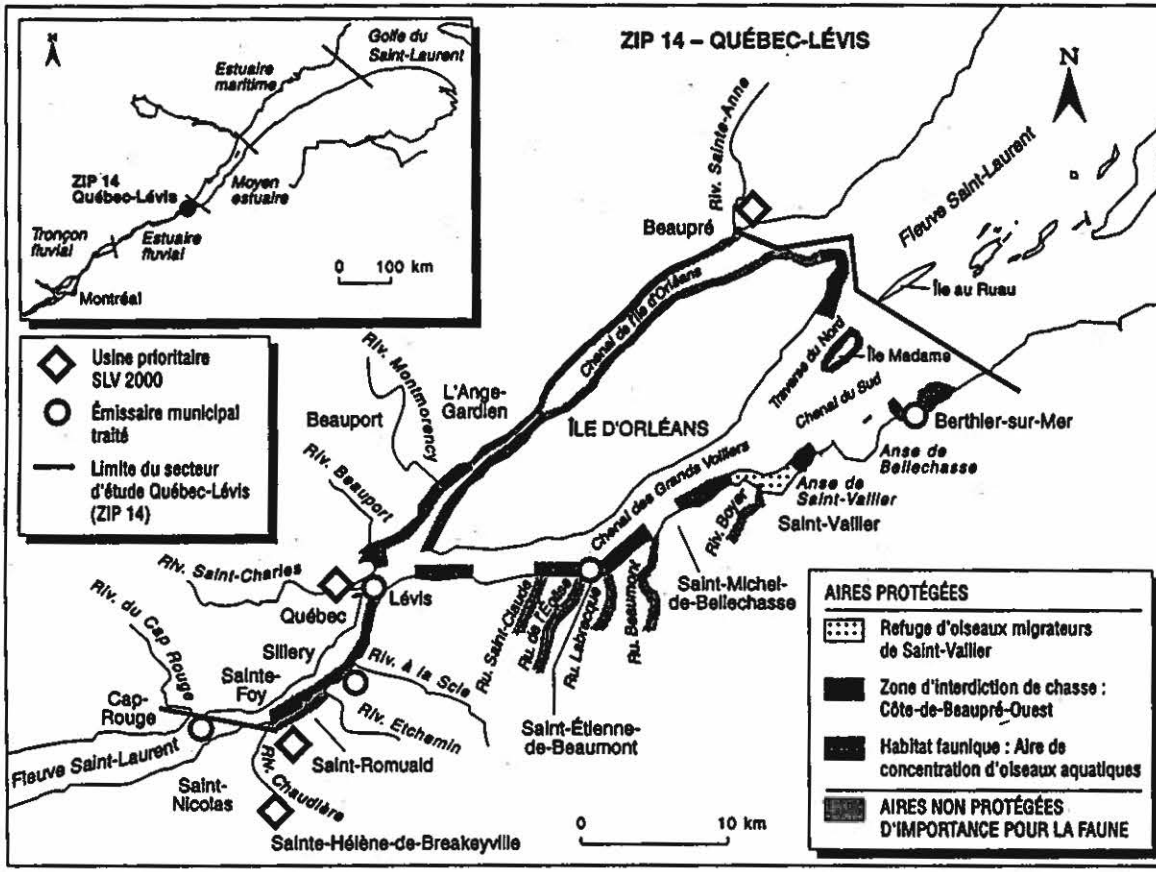 ZIP 14 – QUÉBEC-LÉVIS
N
N
Golfe du
Saint-Laurent
Estuaire
maritime
ZIP 14
Québec-Lévis
Moyen
estuaire
Tronçon
fluvial
Estuaire
fluvial
Montréal
0 100 km
Usine prioritaire
SLV 2000
Émissaire municipal
traité
Limite du secteur
d'étude Québec-Lévis
(ZIP 14)
Riv. Sainte-Anne
Beaupré
Fleuve Saint-Laurent
Île au Ruau
Chenal de l'Île d'Orléans
Traverse du Nord
Île Madame
Chenal du Sud
Riv. Montmorency
L'Ange-
Gardien
Beauport
ÎLE D'ORLÉANS
Berthier-sur-Mer
Anse de
Bellechasse
Riv. Beauport
Chenal des Grands Voiliers
Anse de
Saint-Vallier
Riv. Boyer
Saint-Vallier
Riv. Saint-Charles
Québec
Lévis
Saint-Michel-
de-Bellechasse
Riv. du Cap Rouge
Sillery
Ru. Saint-Claude
Ru. de l'Église
Ru. Labrecque
Ru. Beaumont
Sainte-
Foy
Riv. à la Scie
Cap-
Rouge
Riv. Etchemin
Saint-Étienne-
de-Beaumont
Fleuve Saint-Laurent
Saint-Romuald
Saint-
Nicolas
Riv. Chaudière
Sainte-Hélène-de-Breakeyville
0 10 km
AIRES PROTÉGÉES
Refuge d'oiseaux migrateurs
de Saint-Vallier
Zone d'interdiction de chasse :
Côte-de-Beaupré-Ouest
Habitat faunique : Aire de
concentration d'oiseaux aquatiques
AIRES NON PROTÉGÉES
D'IMPORTANCE POUR LA FAUNE